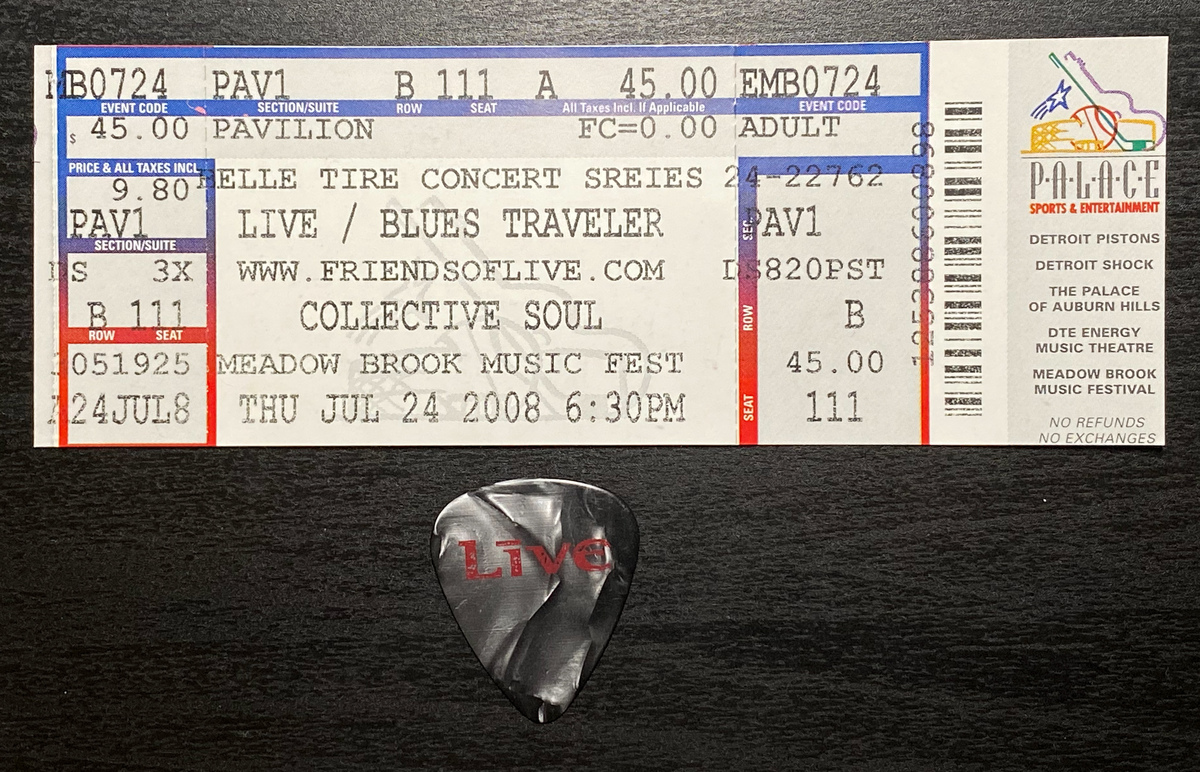 MB0724 PAV1 B 111 A 45.00 EMB0724
EVENT CODE SECTION/SUITE ROW SEAT All Taxes Incl. If Applicable EVENT CODE
$ 45.00 PAVILION FC=0.00 ADULT
PRICE & ALL TAXES INCL
9.80 BELLE TIRE CONCERT SREIES 24-22762
PAV1 LIVE / BLUES TRAVELER SEC PAV1
SECTION/SUITE
3X WWW.FRIENDSOFLIVE.COM DS820PST
B 111 COLLECTIVE SOUL ROW B
ROW SEAT
051925 MEADOW BROOK MUSIC FEST 45.00
A24JUL8 THU JUL 24 2008 6:30PM SEAT 111
P·A·L·A·C·E
SPORTS & ENTERTAINMENT
DETROIT PISTONS
DETROIT SHOCK
THE PALACE
OF AUBURN HILLS
DTE ENERGY
MUSIC THEATRE
MEADOW BROOK
MUSIC FESTIVAL
NO REFUNDS
NO EXCHANGES
LIVE